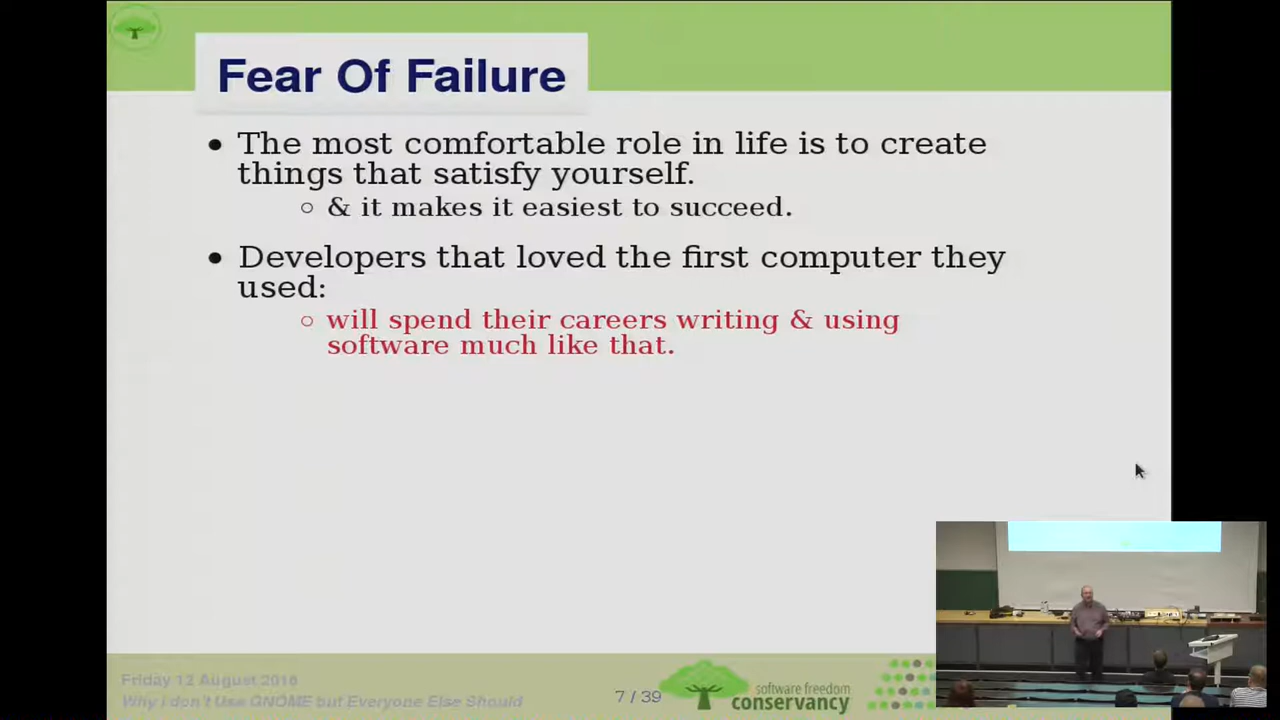 Fear Of Failure
• The most comfortable role in life is to create
things that satisfy yourself.
○ & it makes it easiest to succeed.
• Developers that loved the first computer they
used:
○ will spend their careers writing & using
software much like that.
Friday 12 August 2016
Why I don't Use GNOME but Everyone Else Should
7 / 39
software freedom
conservancy